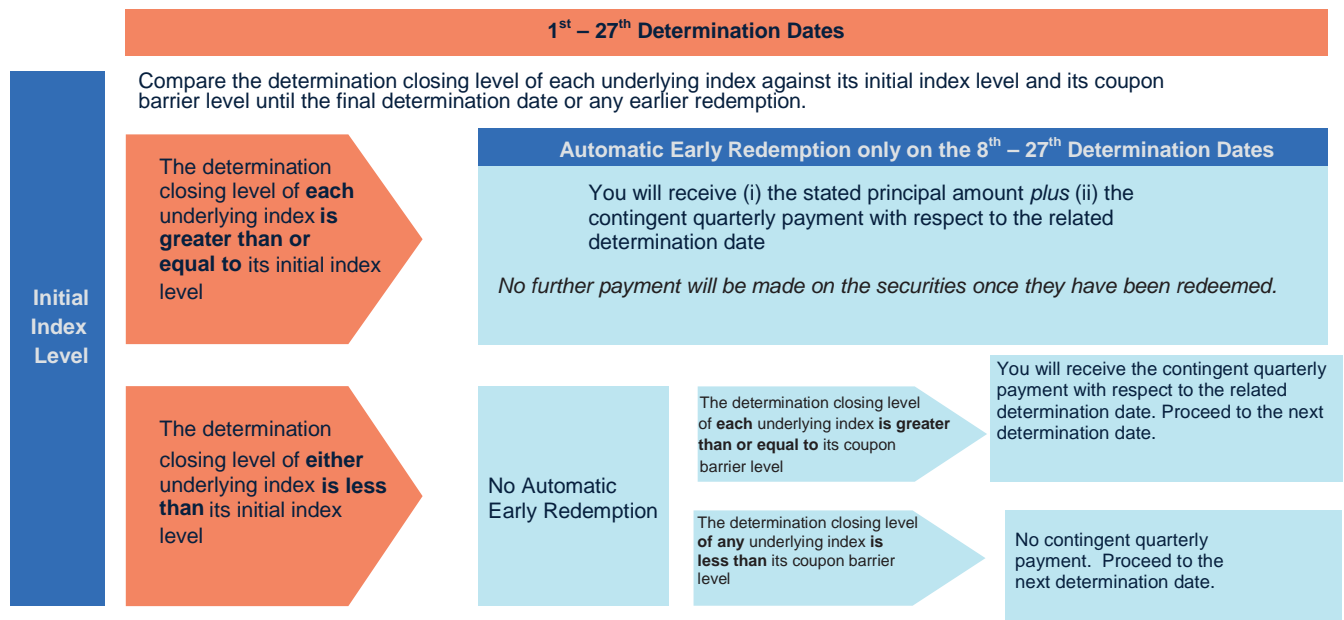 1st – 27th Determination Dates
Compare the determination closing level of each underlying index against its initial index level and its coupon
barrier level until the final determination date or any earlier redemption.
Initial
Index
Level
The determination
closing level of each
underlying index is
greater than or
equal to its initial index
level
Automatic Early Redemption only on the 8th – 27th Determination Dates
You will receive (i) the stated principal amount plus (ii) the
contingent quarterly payment with respect to the related
determination date
No further payment will be made on the securities once they have been redeemed.
The determination
closing level of either
underlying index is less
than its initial index
level
No Automatic
Early Redemption
The determination closing level
of each underlying index is greater
than or equal to its coupon
barrier level
You will receive the contingent quarterly
payment with respect to the related
determination date. Proceed to the next
determination date.
The determination closing level
of any underlying index is
less than its coupon barrier
level
No contingent quarterly
payment.  Proceed to the
next determination date.